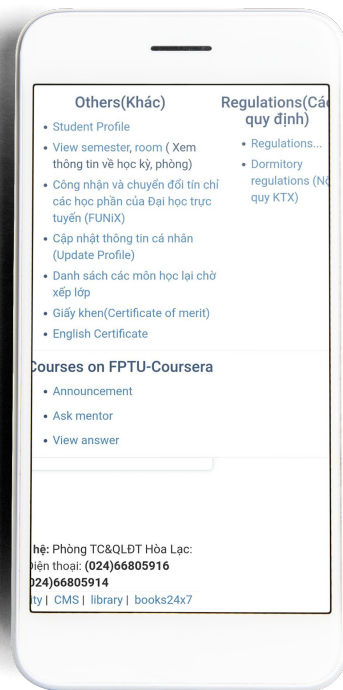 Others(Khác)
Student Profile
View semester, room ( Xem
thông tin về học kỳ, phòng)
Công nhận và chuyển đổi tín chỉ
các học phần của Đại học trực
tuyến (FUNiX)
Cập nhật thông tin cá nhân
(Update Profile)
Danh sách các môn học lại chờ
xếp lớp
Giấy khen(Certificate of merit)
English Certificate
Regulations(Các
quy định)
Regulations...
Dormitory
regulations (Nộ
quy KTX)
Courses on FPTU-Coursera
Announcement
Ask mentor
View answer
hệ: Phòng TC&QLĐT Hòa Lạc:
Điện thoại: (024)66805916
024)66805914
ity | CMS | library | books24x7